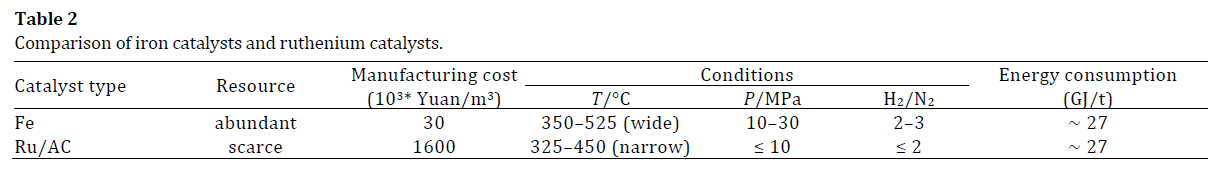 Table 2
Comparison of iron catalysts and ruthenium catalysts.
Catalyst type Resource Manufacturing cost (10³* Yuan/m³) Conditions Energy consumption (GJ/t)
T/°C P/MPa H₂/N₂
Fe abundant 30 350–525 (wide) 10–30 2–3 ~ 27
Ru/AC scarce 1600 325–450 (narrow) ≤ 10 ≤ 2 ~ 27